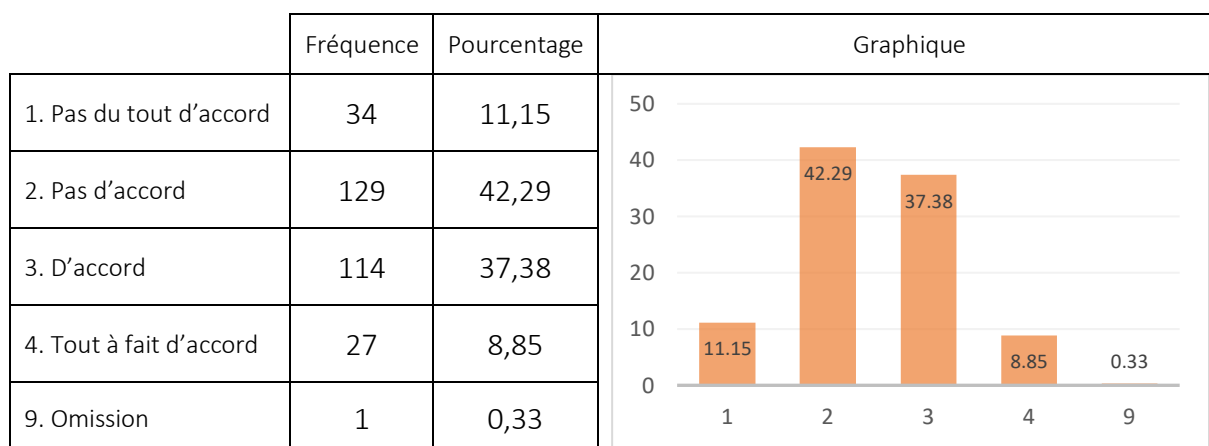 Fréquence Pourcentage Graphique
1. Pas du tout d’accord 34 11,15
2. Pas d’accord 129 42,29
3. D’accord 114 37,38
4. Tout à fait d’accord 27 8,85
9. Omission 1 0,33
50
40
30
20
10
0
11.15 42.29 37.38 8.85 0.33
1 2 3 4 9